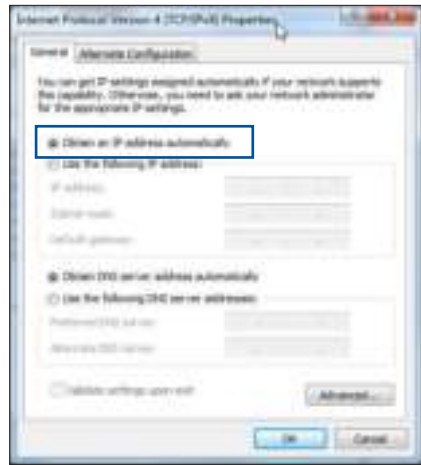 Internet Protocol Version 4 (TCP/IPv4) Properties
General
Alternate Configuration
You can get IP settings assigned automatically if your network supports
this capability. Otherwise, you need to ask your network administrator
for the appropriate IP settings.
Obtain an IP address automatically
Use the following IP address:
IP address:
Subnet mask:
Default gateway:
Obtain DNS server address automatically
Use the following DNS server addresses:
Preferred DNS server:
Alternate DNS server:
Validate settings upon exit
Advanced...
OK
Cancel